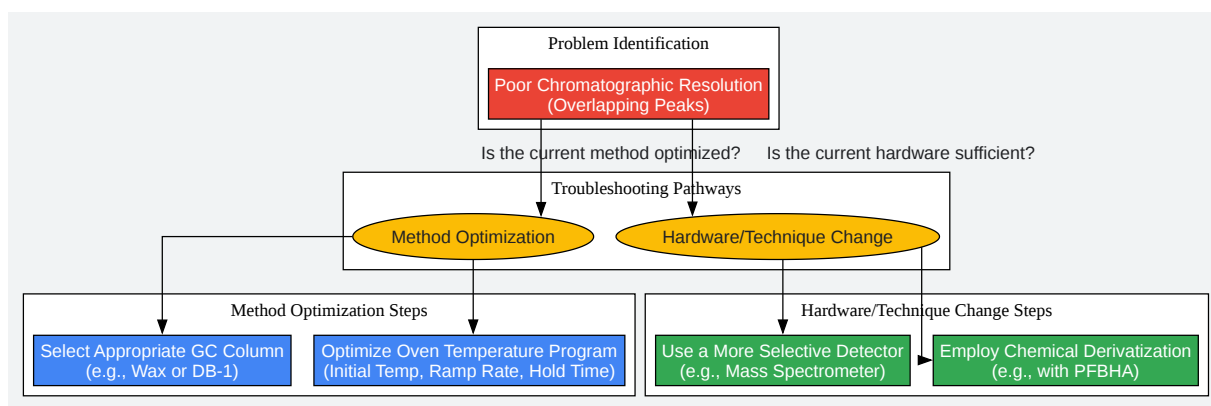 Problem Identification
Poor Chromatographic Resolution
(Overlapping Peaks)
Is the current method optimized?
Is the current hardware sufficient?
Troubleshooting Pathways
Method Optimization
Hardware/Technique Change
Method Optimization Steps
Select Appropriate GC Column
(e.g., Wax or DB-1)
Optimize Oven Temperature Program
(Initial Temp, Ramp Rate, Hold Time)
Hardware/Technique Change Steps
Use a More Selective Detector
(e.g., Mass Spectrometer)
Employ Chemical Derivatization
(e.g., with PFBHA)